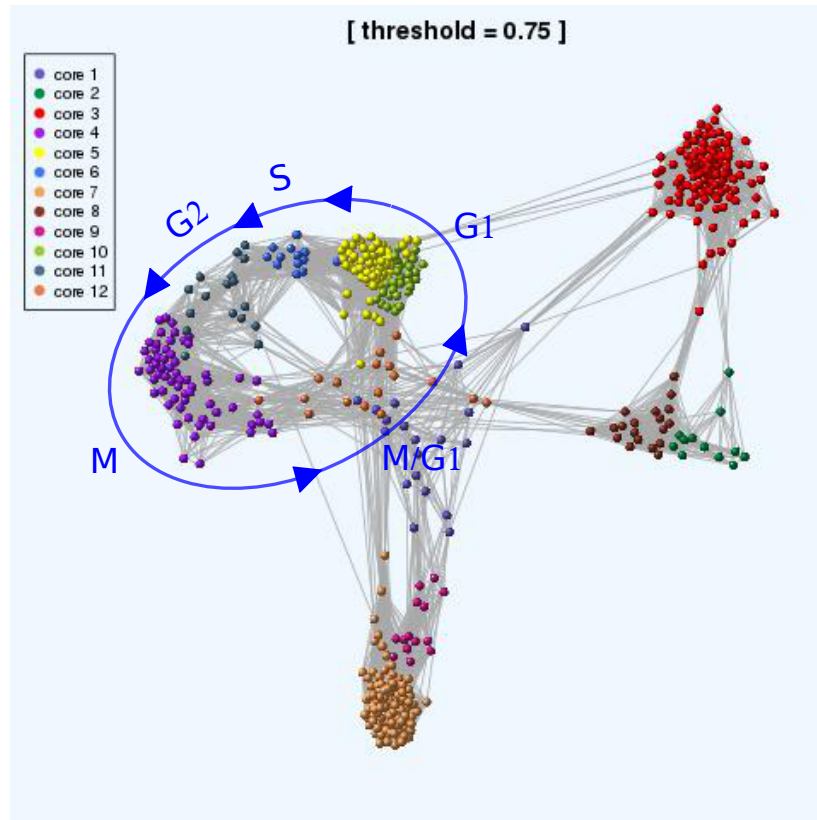 [ threshold = 0.75 ]
core 1
core 2
core 3
core 4
core 5
core 6
core 7
core 8
core 9
core 10
core 11
core 12
S
G2
G1
M
M/G1